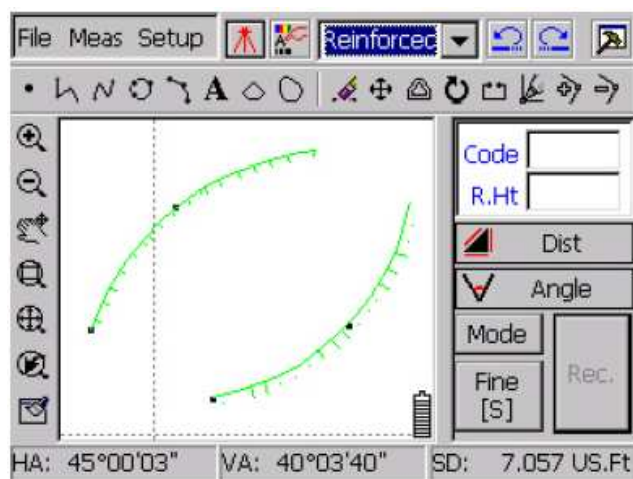 File Meas Setup Reinforced
A
Code
R.Ht
Dist
Angle
Mode
Fine
[S]
Rec.
HA: 45°00'03" VA: 40°03'40" SD: 7.057 US.Ft